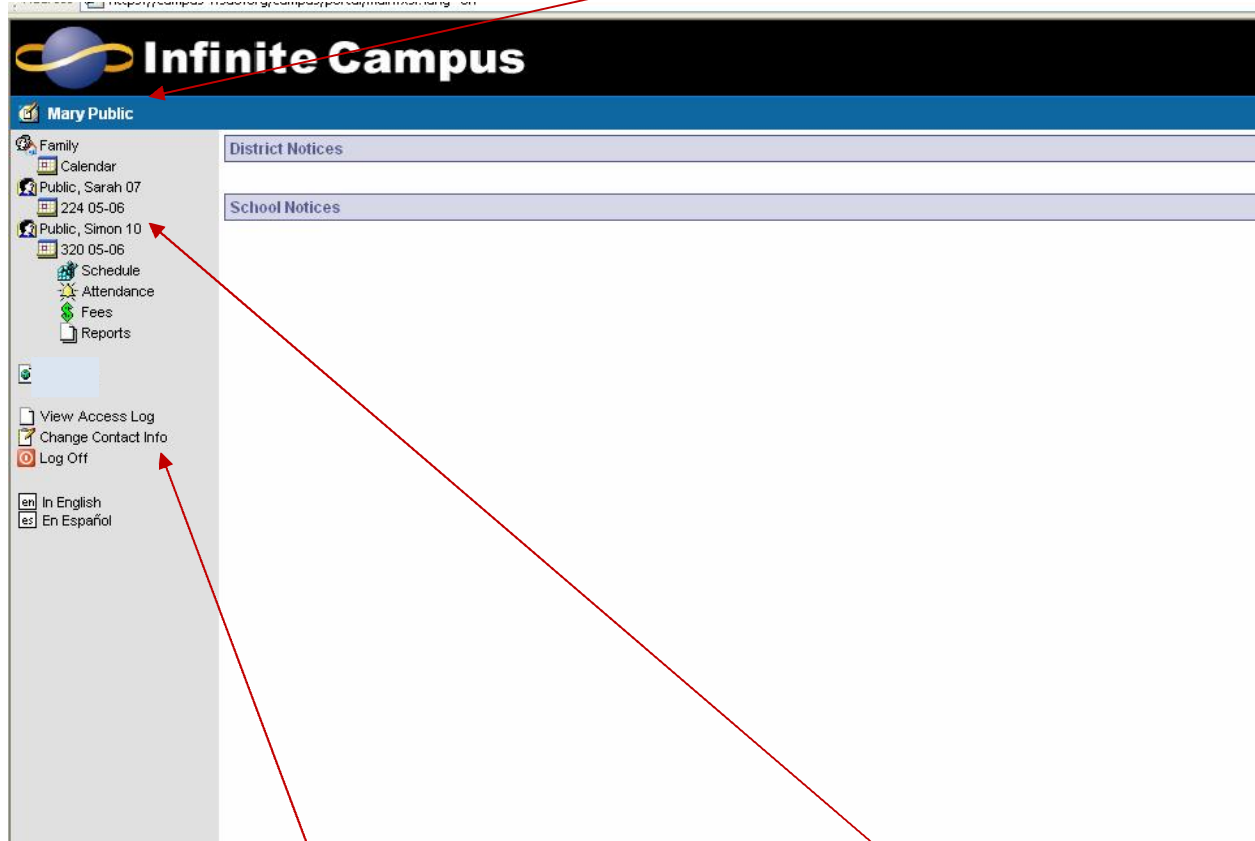 Infinite Campus
Mary Public
Family
Calendar
Public, Sarah 07
224 05-06
Public, Simon 10
320 05-06
Schedule
Attendance
Fees
Reports
View Access Log
Change Contact Info
Log Off
en In English
es En Español
District Notices
School Notices